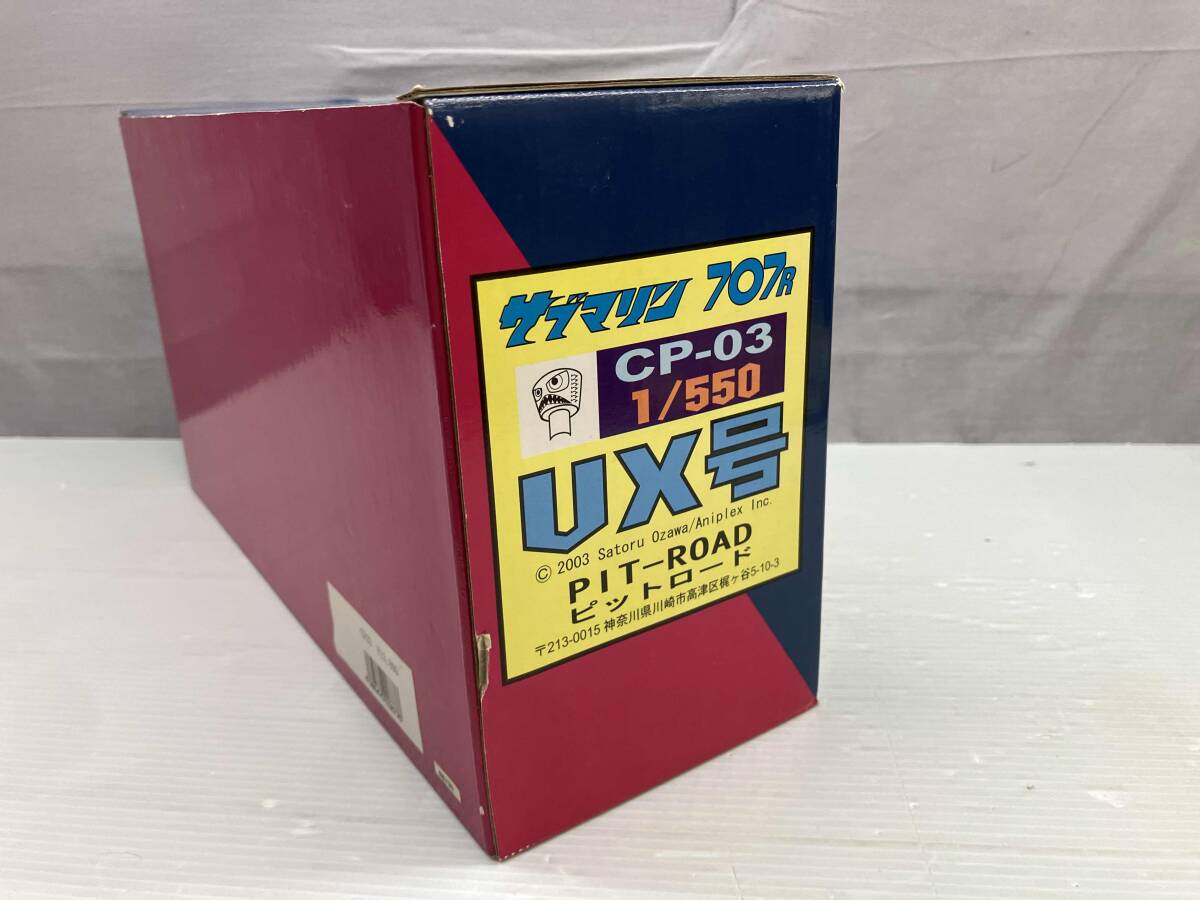 サブマリン 707R
CP-03
1/550
UX号
© 2003 Satoru Ozawa/Aniplex Inc.
PIT-ROAD
ピットロード
〒213-0015 神奈川県川崎市高津区梶ヶ谷5-10-3